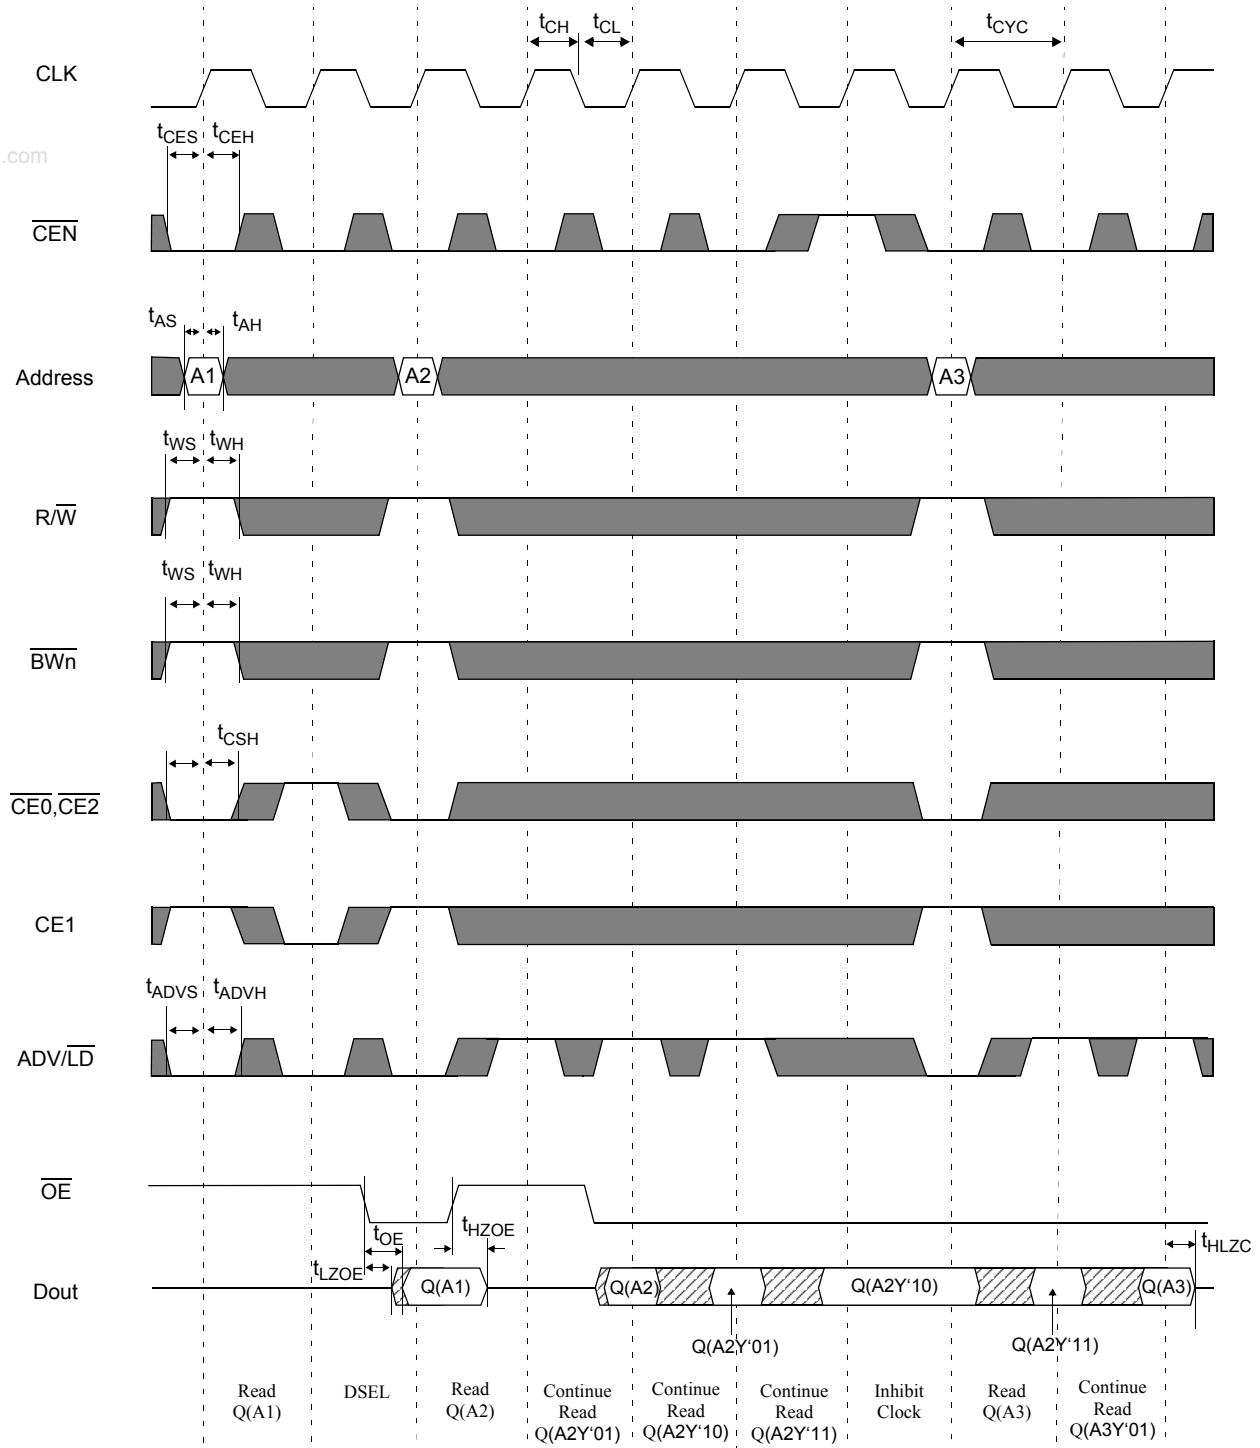 tCH tCL tCYC
CLK
tCES tCEH
.com
CEN
tAS tAH
Address A1 A2 A3
tWS tWH
R/W
tWS tWH
BWn
tCSH
CE0,CE2
CE1
tADVS tADVH
ADV/LD
OE
tOE tHZOE tHLZC
tLZOE
Dout Q(A1) Q(A2) Q(A2Y'10) Q(A3)
Q(A2Y'01) Q(A2Y'11)
Read
Q(A1)
DSEL
Read
Q(A2)
Continue
Read
Q(A2Y'01)
Continue
Read
Q(A2Y'10)
Continue
Read
Q(A2Y'11)
Inhibit
Clock
Read
Q(A3)
Continue
Read
Q(A3Y'01)